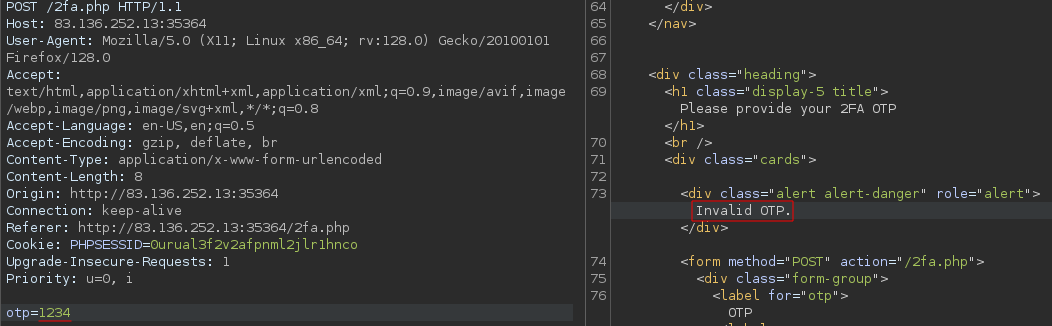 POST /2fa.php HTTP/1.1
Host: 83.136.252.13:35364
User-Agent: Mozilla/5.0 (X11; Linux x86_64; rv:128.0) Gecko/20100101
Firefox/128.0
Accept:
text/html,application/xhtml+xml,application/xml;q=0.9,image/avif,image
/webp,image/png,image/svg+xml,*/*;q=0.8
Accept-Language: en-US,en;q=0.5
Accept-Encoding: gzip, deflate, br
Content-Type: application/x-www-form-urlencoded
Content-Length: 8
Origin: http://83.136.252.13:35364
Connection: keep-alive
Referer: http://83.136.252.13:35364/2fa.php
Cookie: PHPSESSID=0urual3f2v2afpnml2jlr1hnco
Upgrade-Insecure-Requests: 1
Priority: u=0, i
otp=1234
64 </div>
65 </nav>
66
67
68 <div class="heading">
69 <h1 class="display-5 title">
Please provide your 2FA OTP
</h1>
70 <br />
71 <div class="cards">
72
73 <div class="alert alert-danger" role="alert">
Invalid OTP.
</div>
74 <form method="POST" action="/2fa.php">
75 <div class="form-group">
76 <label for="otp">
OTP
</label>